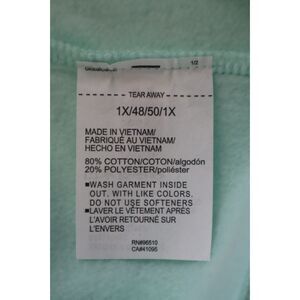 1/2
TEAR AWAY
1X/48/50/1X
MADE IN VIETNAM/
FABRIQUÉ AU VIETNAM/
HECHO EN VIETNAM
80% COTTON/COTON/algodón
20% POLYESTER/poliéster
■WASH GARMENT INSIDE
OUT. WITH LIKE COLORS.
DO NOT USE SOFTENERS
■LAVER LE VÊTEMENT APRÈS
L'AVOIR RETOURNÉ SUR
L'ENVERS
RN#96510
CA#41095